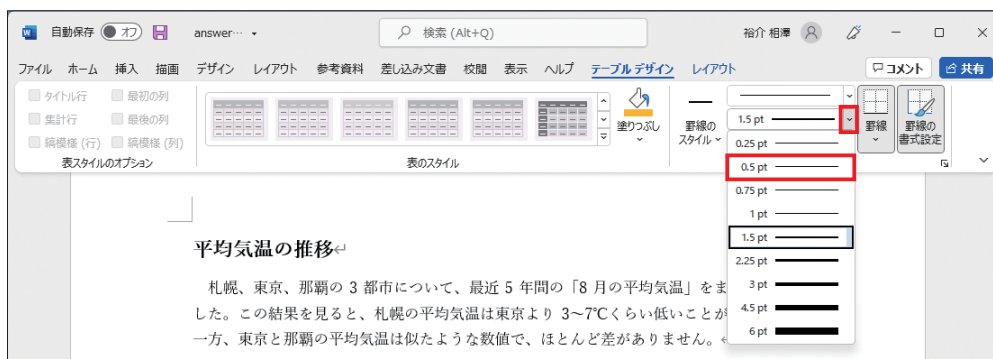 自動保存 オフ answer… 検索 (Alt+Q) 裕介 相澤
ファイル ホーム 挿入 描画 デザイン レイアウト 参考資料 差し込み文書 校閲 表示 ヘルプ テーブル デザイン レイアウト コメント 共有
タイトル行 最初の列
集計行 最後の列
縞模様 (行) 縞模様 (列)
表スタイルのオプション
表のスタイル
塗りつぶし
罫線の
スタイル
1.5 pt
罫線
罫線の
書式設定
0.25 pt
0.5 pt
0.75 pt
1 pt
1.5 pt
2.25 pt
3 pt
4.5 pt
6 pt
平均気温の推移↵
札幌、東京、那覇の 3 都市について、最近 5 年間の「8 月の平均気温」をま
した。この結果を見ると、札幌の平均気温は東京より 3~7℃くらい低いことが
一方、東京と那覇の平均気温は似たような数値で、ほとんど差がありません。